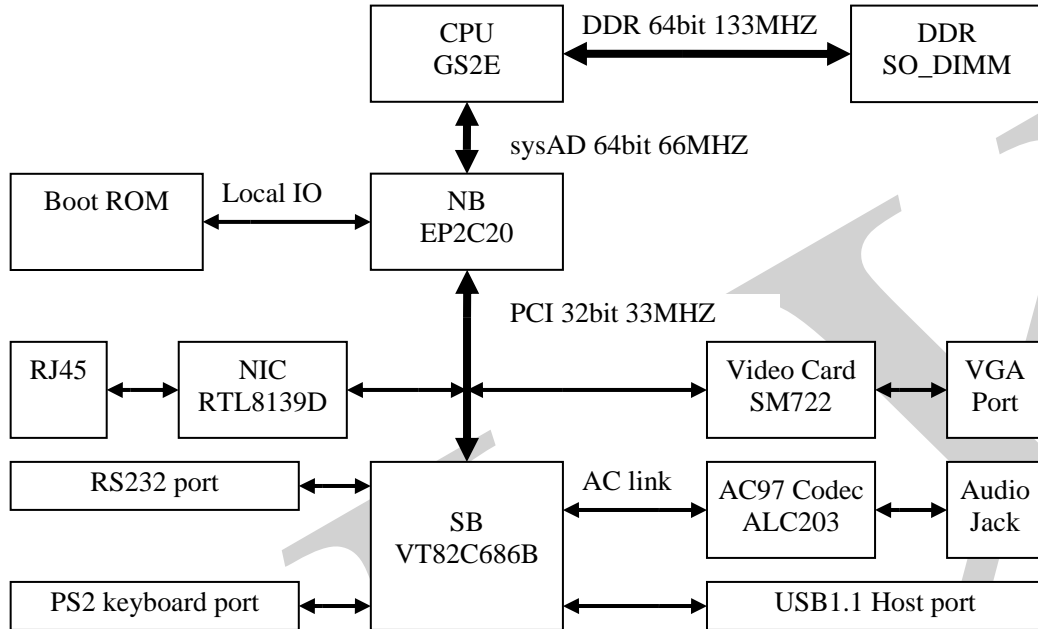 CPU
GS2E
DDR 64bit 133MHZ
DDR
SO_DIMM
sysAD 64bit 66MHZ
Boot ROM
Local IO
NB
EP2C20
PCI 32bit 33MHZ
RJ45
NIC
RTL8139D
Video Card
SM722
VGA
Port
RS232 port
SB
VT82C686B
AC link
AC97 Codec
ALC203
Audio
Jack
PS2 keyboard port
USB1.1 Host port